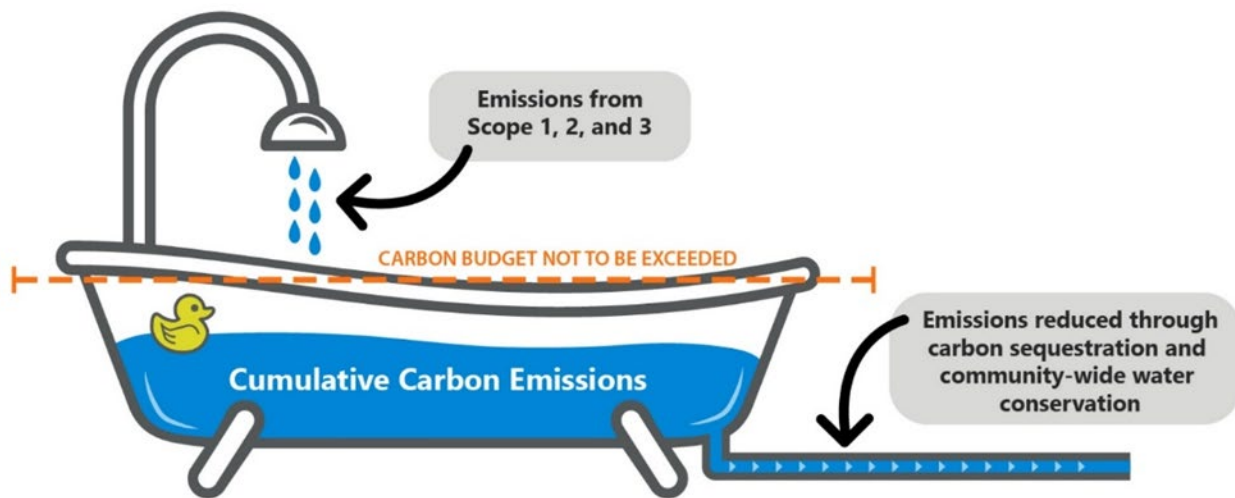 Emissions from
Scope 1, 2, and 3
CARBON BUDGET NOT TO BE EXCEEDED
Emissions reduced through
carbon sequestration and
community-wide water
conservation
Cumulative Carbon Emissions